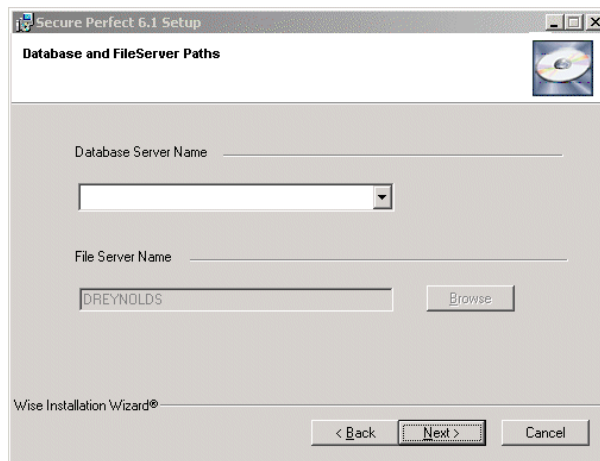 Secure Perfect 6.1 Setup
Database and FileServer Paths
Database Server Name
File Server Name
DREYNOLDS
Browse
Wise Installation Wizard®
< Back
Next >
Cancel